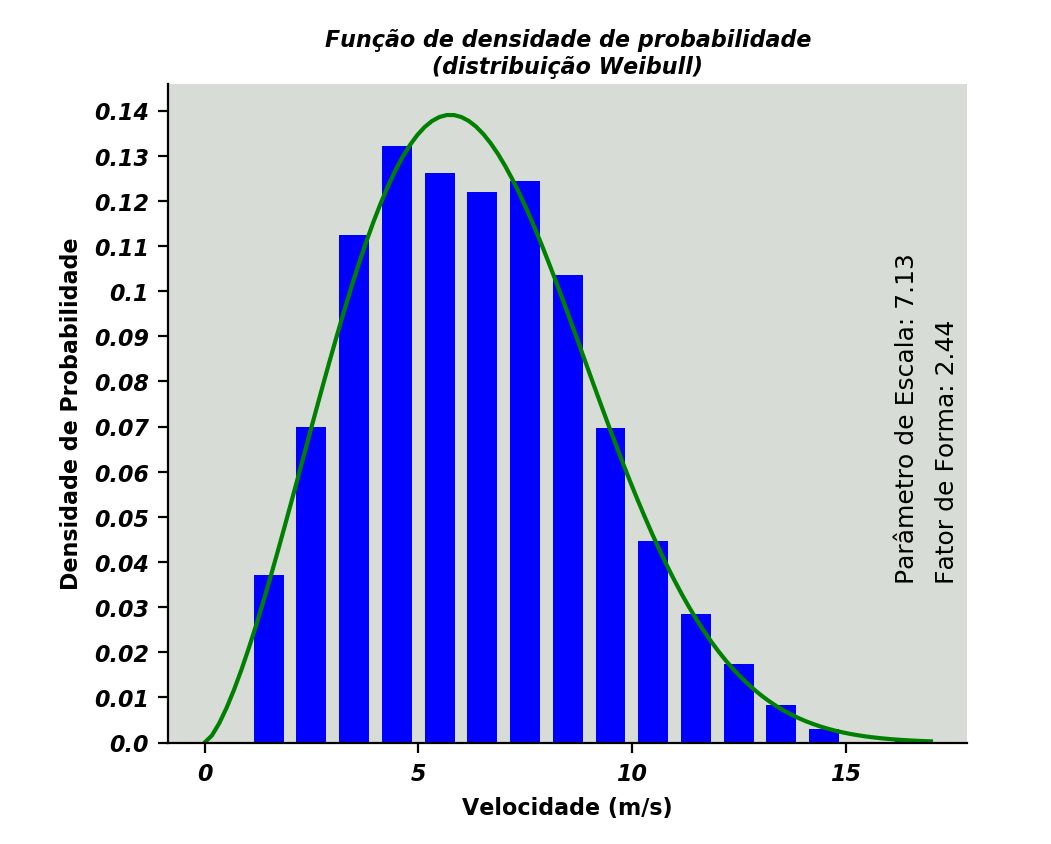 Função de densidade de probabilidade
(distribuição Weibull)
Densidade de Probabilidade
0.14
0.13
0.12
0.11
0.1
0.09
0.08
0.07
0.06
0.05
0.04
0.03
0.02
0.01
0.0
Parâmetro de Escala: 7.13
Fator de Forma: 2.44
0 5 10 15
Velocidade (m/s)